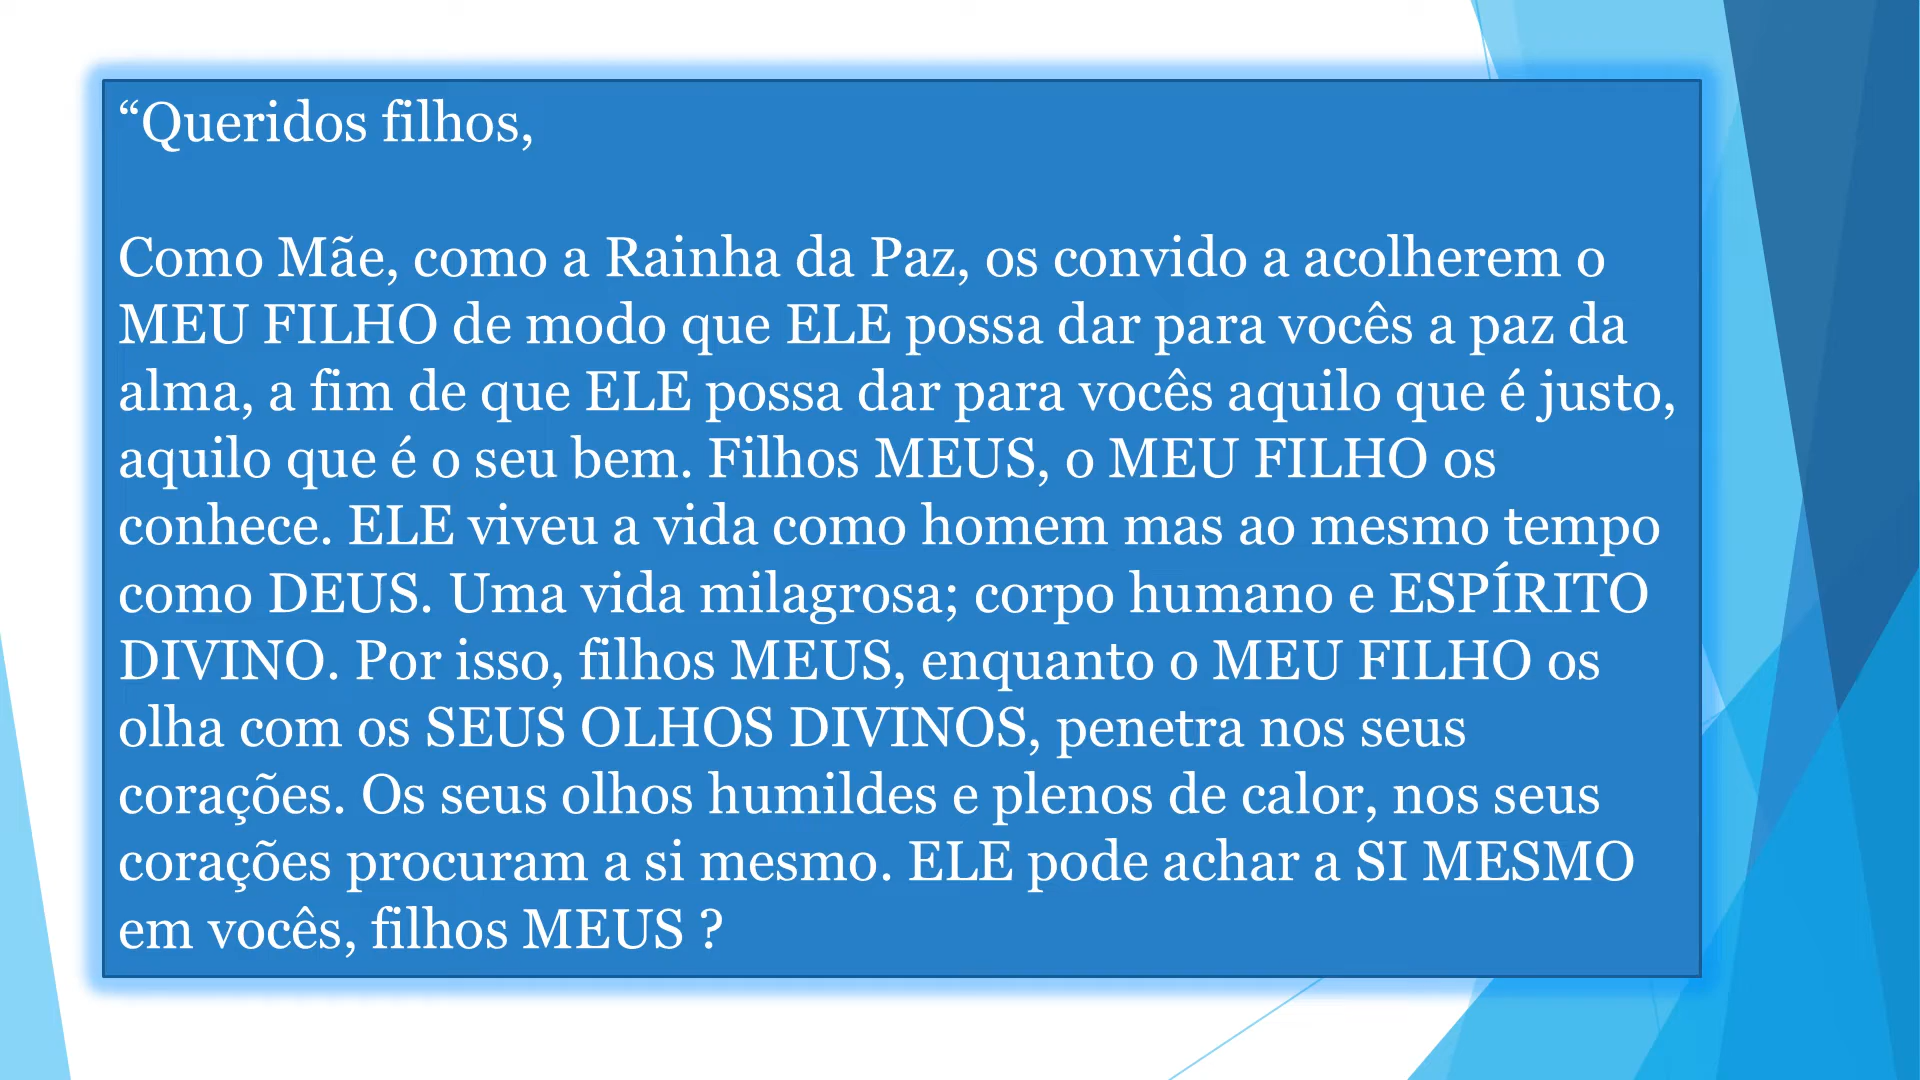 “Queridos filhos,
Como Mãe, como a Rainha da Paz, os convido a acolherem o
MEU FILHO de modo que ELE possa dar para vocês a paz da
alma, a fim de que ELE possa dar para vocês aquilo que é justo,
aquilo que é o seu bem. Filhos MEUS, o MEU FILHO os
conhece. ELE viveu a vida como homem mas ao mesmo tempo
como DEUS. Uma vida milagrosa; corpo humano e ESPÍRITO
DIVINO. Por isso, filhos MEUS, enquanto o MEU FILHO os
olha com os SEUS OLHOS DIVINOS, penetra nos seus
corações. Os seus olhos humildes e plenos de calor, nos seus
corações procuram a si mesmo. ELE pode achar a SI MESMO
em vocês, filhos MEUS ?